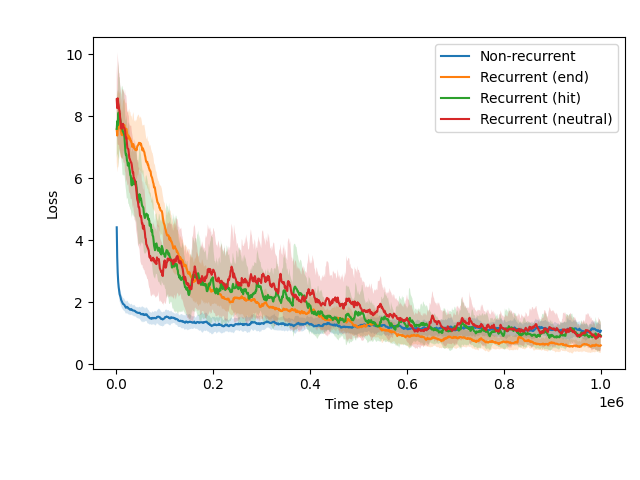 Non-recurrent
Recurrent (end)
Recurrent (hit)
Recurrent (neutral)
Loss
10
8
6
4
2
0
0.0 0.2 0.4 0.6 0.8 1.0
1e6
Time step